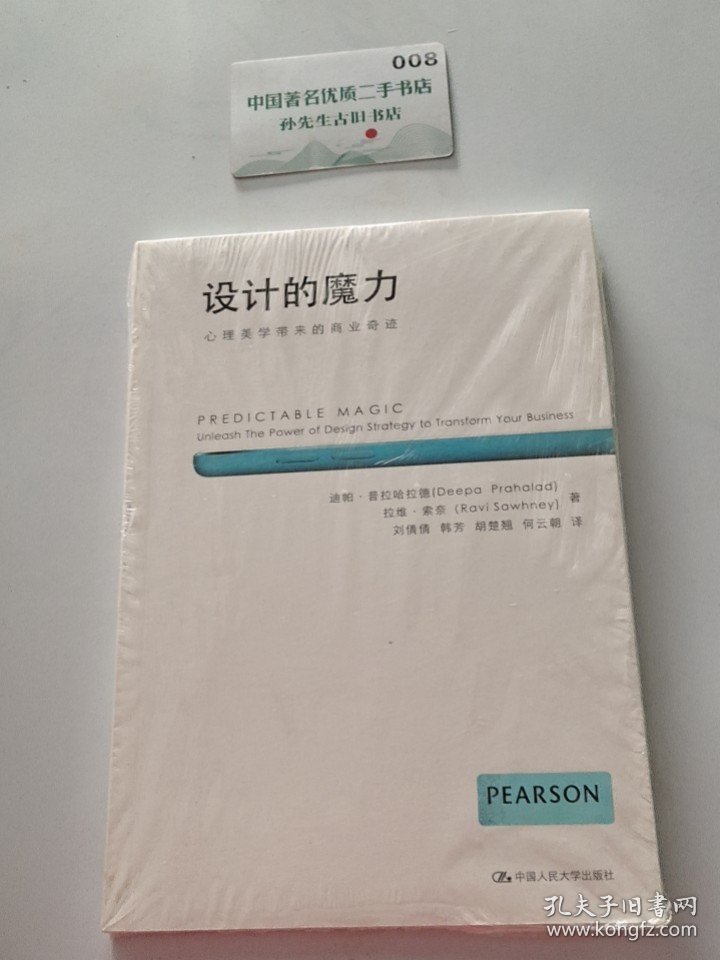 008
中国著名优质二手书店
孙先生古旧书店
设计的魔力
心理美学带来的商业奇迹
PREDICTABLE MAGIC
Unleash The Power of Design Strategy to Transform Your Business
迪帕·普拉哈拉德(Deepa Prahalad)
拉维·索奈 (Ravi Sawhney) 著
刘倩倩 韩芳 胡楚翘 何云朝 译
PEARSON
中国人民大学出版社
孔夫子旧书网
www.kongfz.com